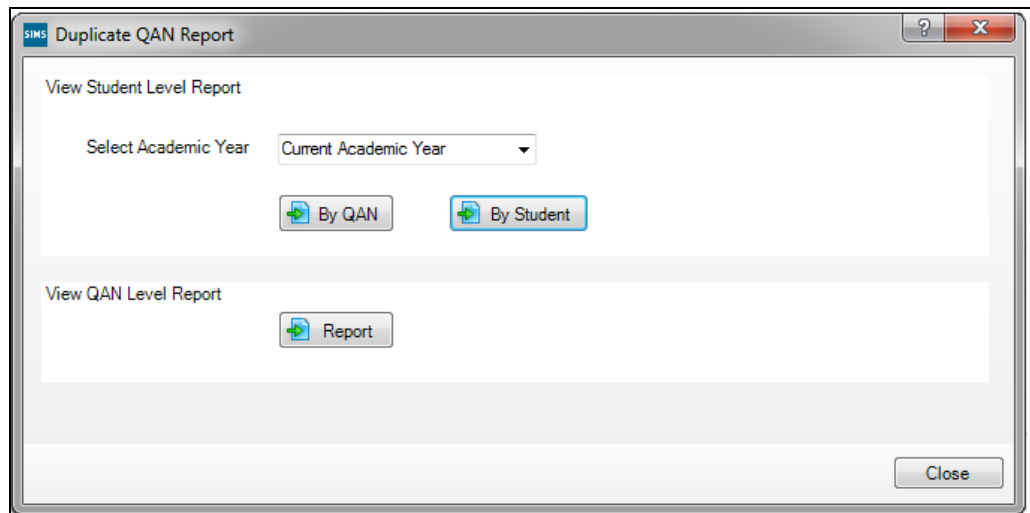 SIMS Duplicate QAN Report ?
View Student Level Report
Select Academic Year Current Academic Year
By QAN By Student
View QAN Level Report
Report
Close